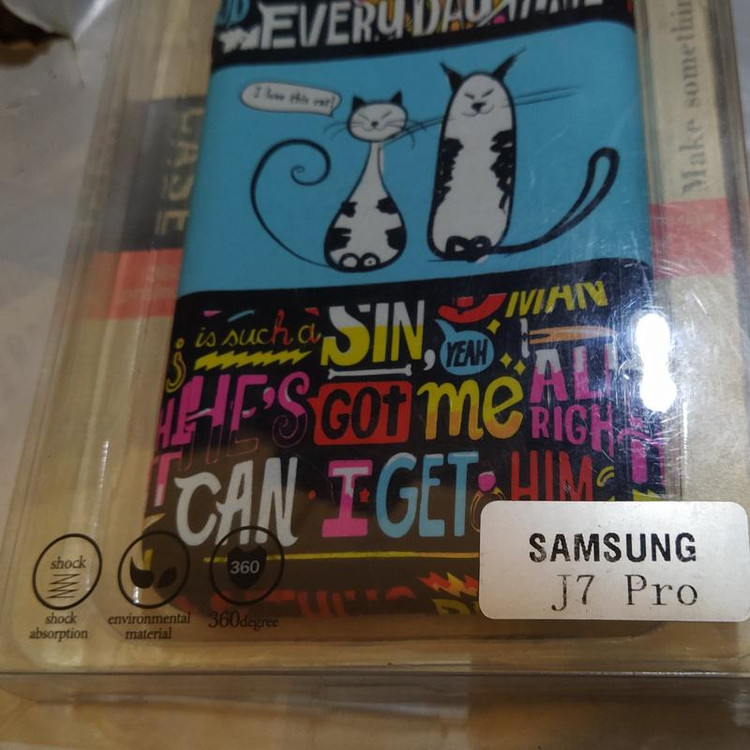 EVERYDAY
I love this cat!
CASE
Make something
is such a SIN, MAN
YEAH
HE'S GOT me ALL
RIGHT
CAN I GET HIM
shock
360
shock
absorption
environmental
material
360degree
SAMSUNG
J7 Pro